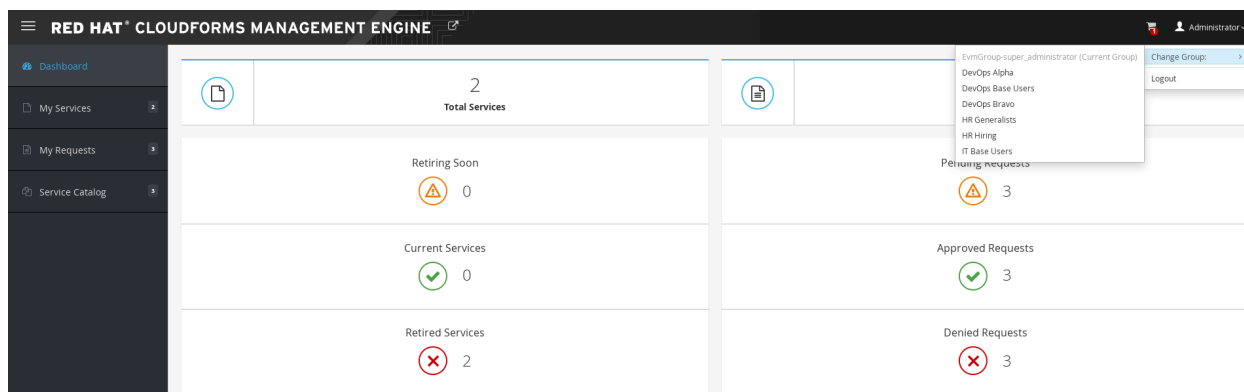 RED HAT® CLOUDFORMS MANAGEMENT ENGINE
1
Administrator
Change Group:
Logout
EvmGroup-super_administrator (Current Group)
DevOps Alpha
DevOps Base Users
DevOps Bravo
HR Generalists
HR Hiring
IT Base Users
Dashboard
My Services 2
My Requests 3
Service Catalog 3
2
Total Services
Retiring Soon
0
Current Services
0
Retired Services
2
Pending Requests
3
Approved Requests
3
Denied Requests
3